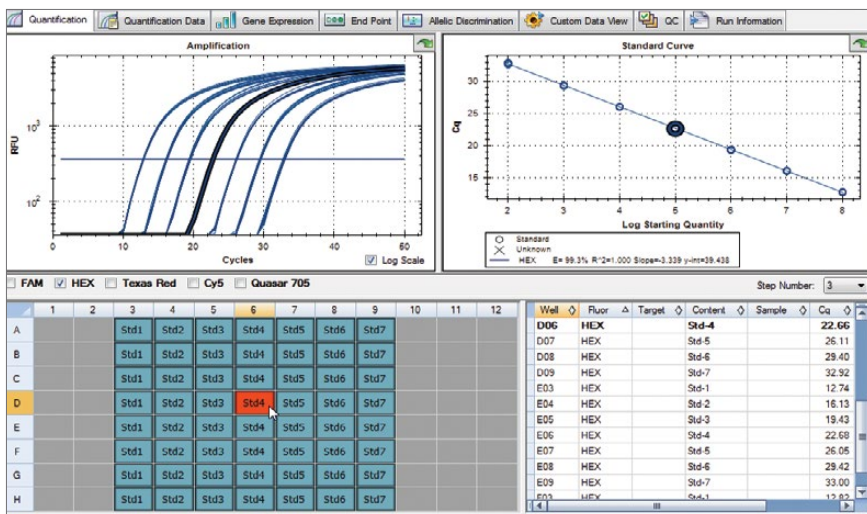 Quantification Quantification Data Gene Expression End Point Allelic Discrimination Custom Data View QC Run Information
Amplification
RFU
10³
10²
0 10 20 30 40 50 60
Cycles
Log Scale
Standard Curve
Cq
30
25
20
15
2 3 4 5 6 7 8
Log Starting Quantity
Standard
Unknown
HEX E= 99.3% R^2=1.000 Slope=-3.339 y-int=39.438
FAM HEX Texas Red Cy5 Quasar 705
Step Number: 3
1 2 3 4 5 6 7 8 9 10 11 12
A Std1 Std2 Std3 Std4 Std5 Std6 Std7
B Std1 Std2 Std3 Std4 Std5 Std6 Std7
C Std1 Std2 Std3 Std4 Std5 Std6 Std7
D Std1 Std2 Std3 Std4 Std5 Std6 Std7
E Std1 Std2 Std3 Std4 Std5 Std6 Std7
F Std1 Std2 Std3 Std4 Std5 Std6 Std7
G Std1 Std2 Std3 Std4 Std5 Std6 Std7
H Std1 Std2 Std3 Std4 Std5 Std6 Std7
Well Fluor Target Content Sample Cq
D06 HEX Std-4 22.66
D07 HEX Std-5 26.11
D08 HEX Std-6 29.40
D09 HEX Std-7 32.92
E03 HEX Std-1 12.74
E04 HEX Std-2 16.13
E05 HEX Std-3 19.43
E06 HEX Std-4 22.68
E07 HEX Std-5 26.05
E08 HEX Std-6 29.42
E09 HEX Std-7 33.00
F03 HEX Std-1 12.82